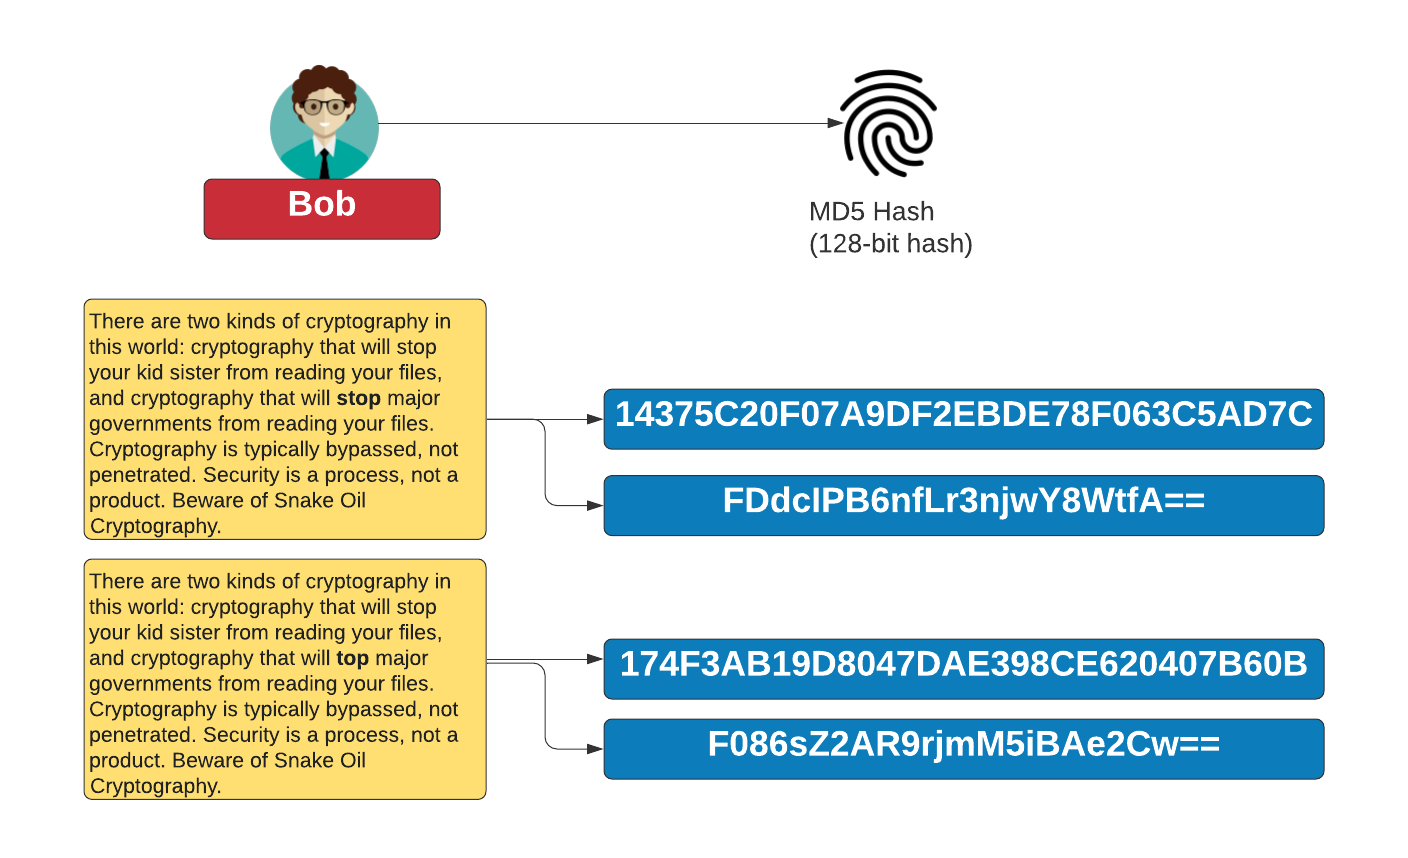 Bob
MD5 Hash
(128-bit hash)
There are two kinds of cryptography in
this world: cryptography that will stop
your kid sister from reading your files,
and cryptography that will stop major
governments from reading your files.
Cryptography is typically bypassed, not
penetrated. Security is a process, not a
product. Beware of Snake Oil
Cryptography.
14375C20F07A9DF2EBDE78F063C5AD7C
FDdcIPB6nfLr3njwY8WtfA==
There are two kinds of cryptography in
this world: cryptography that will stop
your kid sister from reading your files,
and cryptography that will top major
governments from reading your files.
Cryptography is typically bypassed, not
penetrated. Security is a process, not a
product. Beware of Snake Oil
Cryptography.
174F3AB19D8047DAE398CE620407B60B
F086sZ2AR9rjmM5iBAe2Cw==